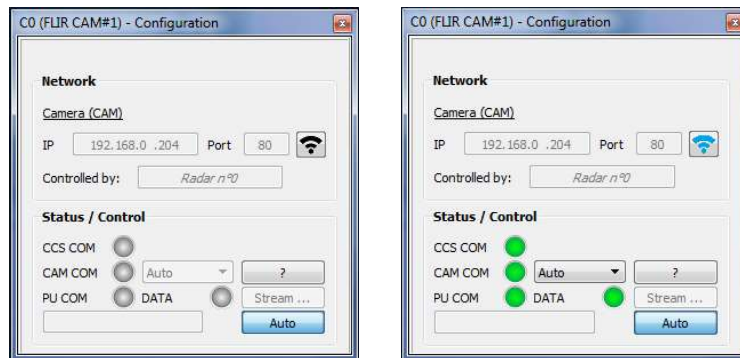 C0 (FLIR CAM#1) - Configuration
Network
Camera (CAM)
IP 192.168.0 .204 Port 80
Controlled by: Radar nº0
Status / Control
CCS COM
CAM COM Auto ?
PU COM DATA Stream ...
Auto
C0 (FLIR CAM#1) - Configuration
Network
Camera (CAM)
IP 192.168.0 .204 Port 80
Controlled by: Radar nº0
Status / Control
CCS COM
CAM COM Auto ?
PU COM DATA Stream ...
Auto